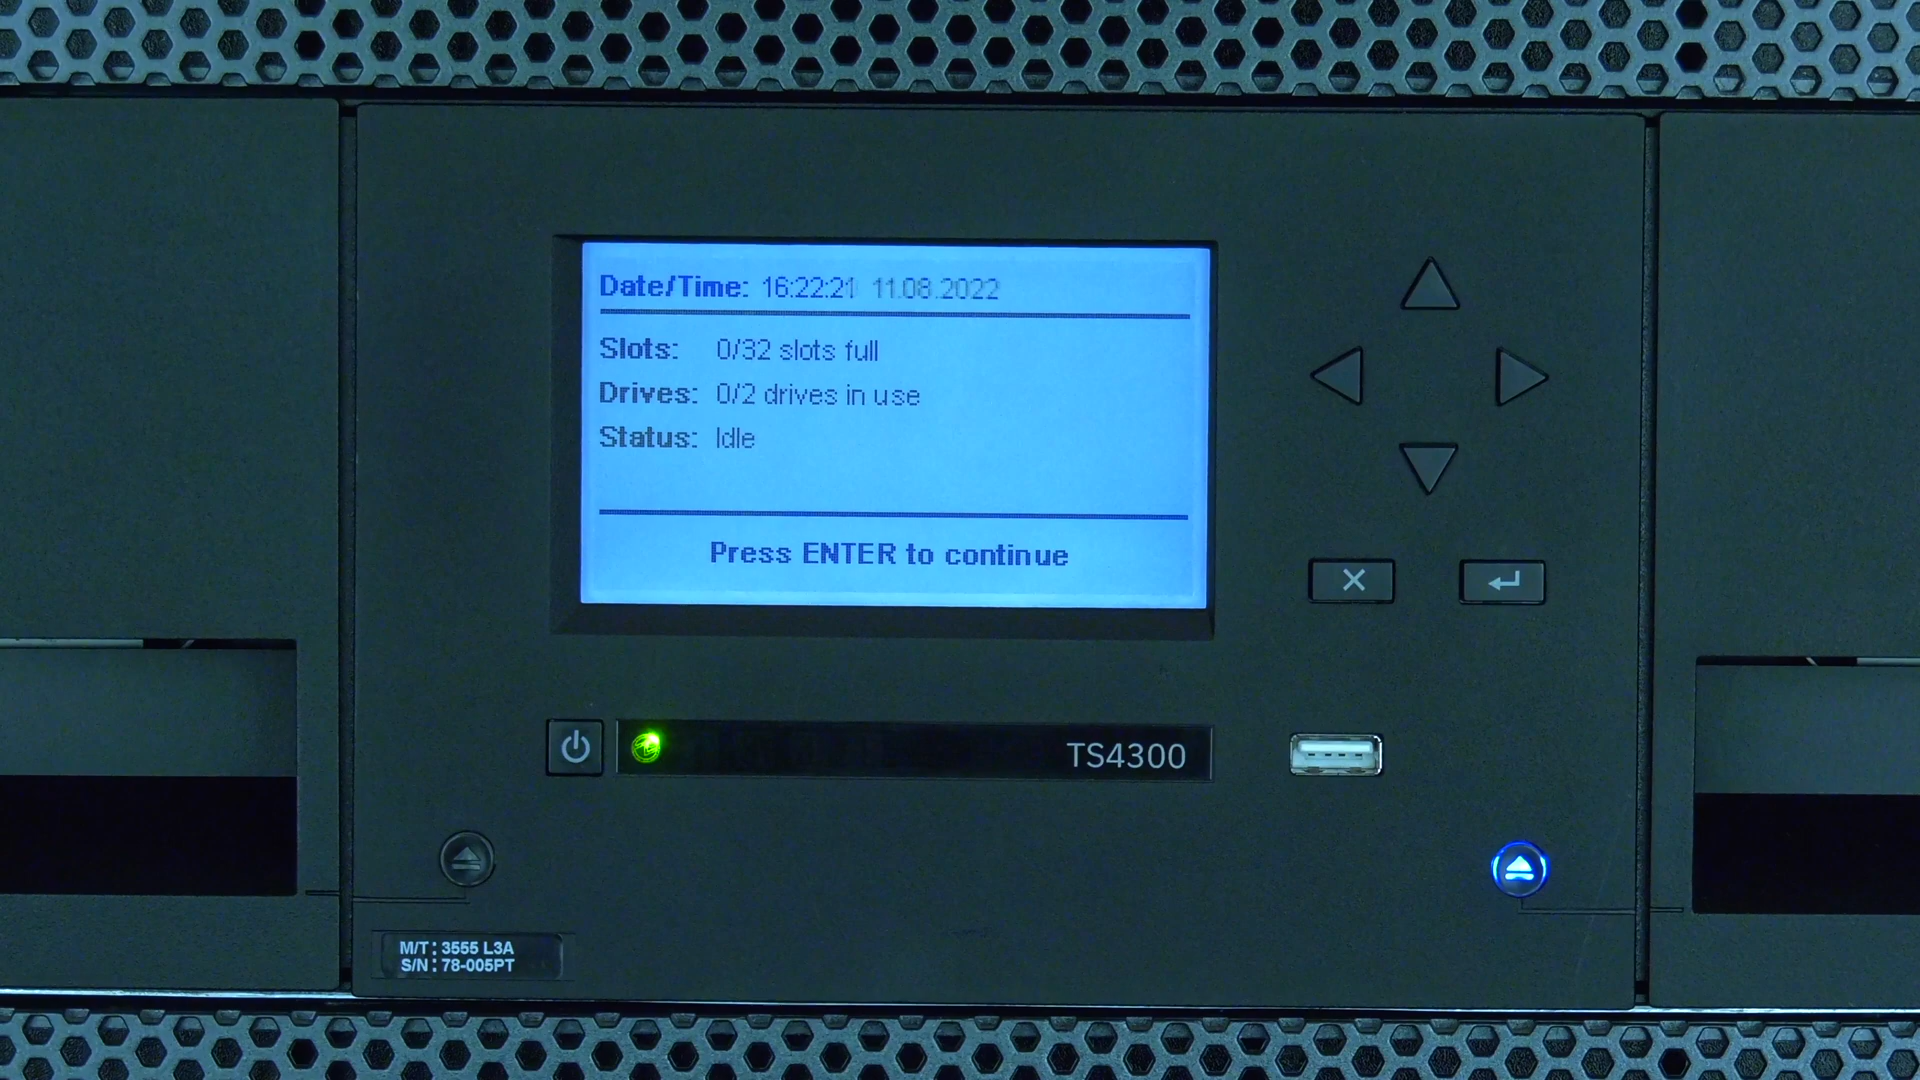 Date/Time: 16:22:21 11.08.2022
Slots: 0/32 slots full
Drives: 0/2 drives in use
Status: Idle
Press ENTER to continue
TS4300
M/T: 3555 L3A
S/N: 78-005PT